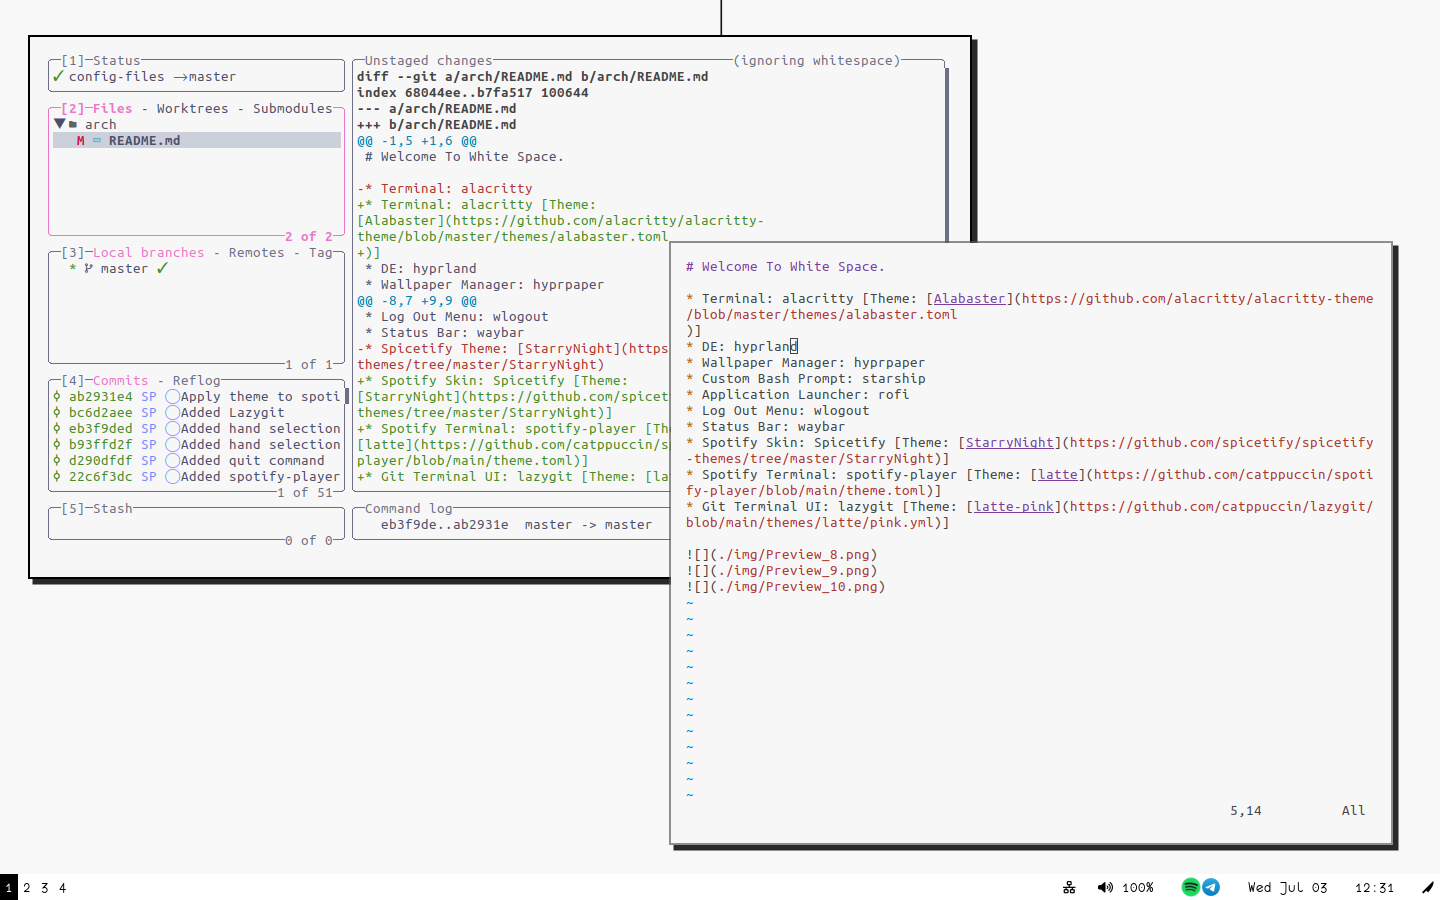 [1]─Status
✓ config-files →master
[2]─Files - Worktrees - Submodules
▼ arch
M README.md
2 of 2
[3]─Local branches - Remotes - Tag
* master ✓
1 of 1
[4]─Commits - Reflog
ab2931e4 SP Apply theme to spoti
bc6d2aee SP Added Lazygit
eb3f9ded SP Added hand selection
b93ffd2f SP Added hand selection
d290dfdf SP Added quit command
22c6f3dc SP Added spotify-player
1 of 51
[5]─Stash
0 of 0
Unstaged changes (ignoring whitespace)
diff --git a/arch/README.md b/arch/README.md
index 68044ee..b7fa517 100644
--- a/arch/README.md
+++ b/arch/README.md
@@ -1,5 +1,6 @@
# Welcome To White Space.
-* Terminal: alacritty
+* Terminal: alacritty [Theme:
[Alabaster](https://github.com/alacritty/alacritty-
theme/blob/master/themes/alabaster.toml
+)]
* DE: hyprland
* Wallpaper Manager: hyprpaper
@@ -8,7 +9,9 @@
* Log Out Menu: wlogout
* Status Bar: waybar
-* Spicetify Theme: [StarryNight](https
themes/tree/master/StarryNight)
+* Spotify Skin: Spicetify [Theme:
[StarryNight](https://github.com/spicet
themes/tree/master/StarryNight)]
+* Spotify Terminal: spotify-player [Th
[latte](https://github.com/catppuccin/s
player/blob/main/theme.toml)]
+* Git Terminal UI: lazygit [Theme: [la
Command log
eb3f9de..ab2931e master -> master
# Welcome To White Space.
* Terminal: alacritty [Theme: [Alabaster](https://github.com/alacritty/alacritty-theme
/blob/master/themes/alabaster.toml
)]
* DE: hyprland
* Wallpaper Manager: hyprpaper
* Custom Bash Prompt: starship
* Application Launcher: rofi
* Log Out Menu: wlogout
* Status Bar: waybar
* Spotify Skin: Spicetify [Theme: [StarryNight](https://github.com/spicetify/spicetify
-themes/tree/master/StarryNight)]
* Spotify Terminal: spotify-player [Theme: [latte](https://github.com/catppuccin/spoti
fy-player/blob/main/theme.toml)]
* Git Terminal UI: lazygit [Theme: [latte-pink](https://github.com/catppuccin/lazygit/
blob/main/themes/latte/pink.yml)]
![](./img/Preview_8.png)
![](./img/Preview_9.png)
![](./img/Preview_10.png)
~
~
~
~
~
~
~
~
~
~
~
~
~
5,14 All
1 2 3 4 100% Wed Jul 03 12:31